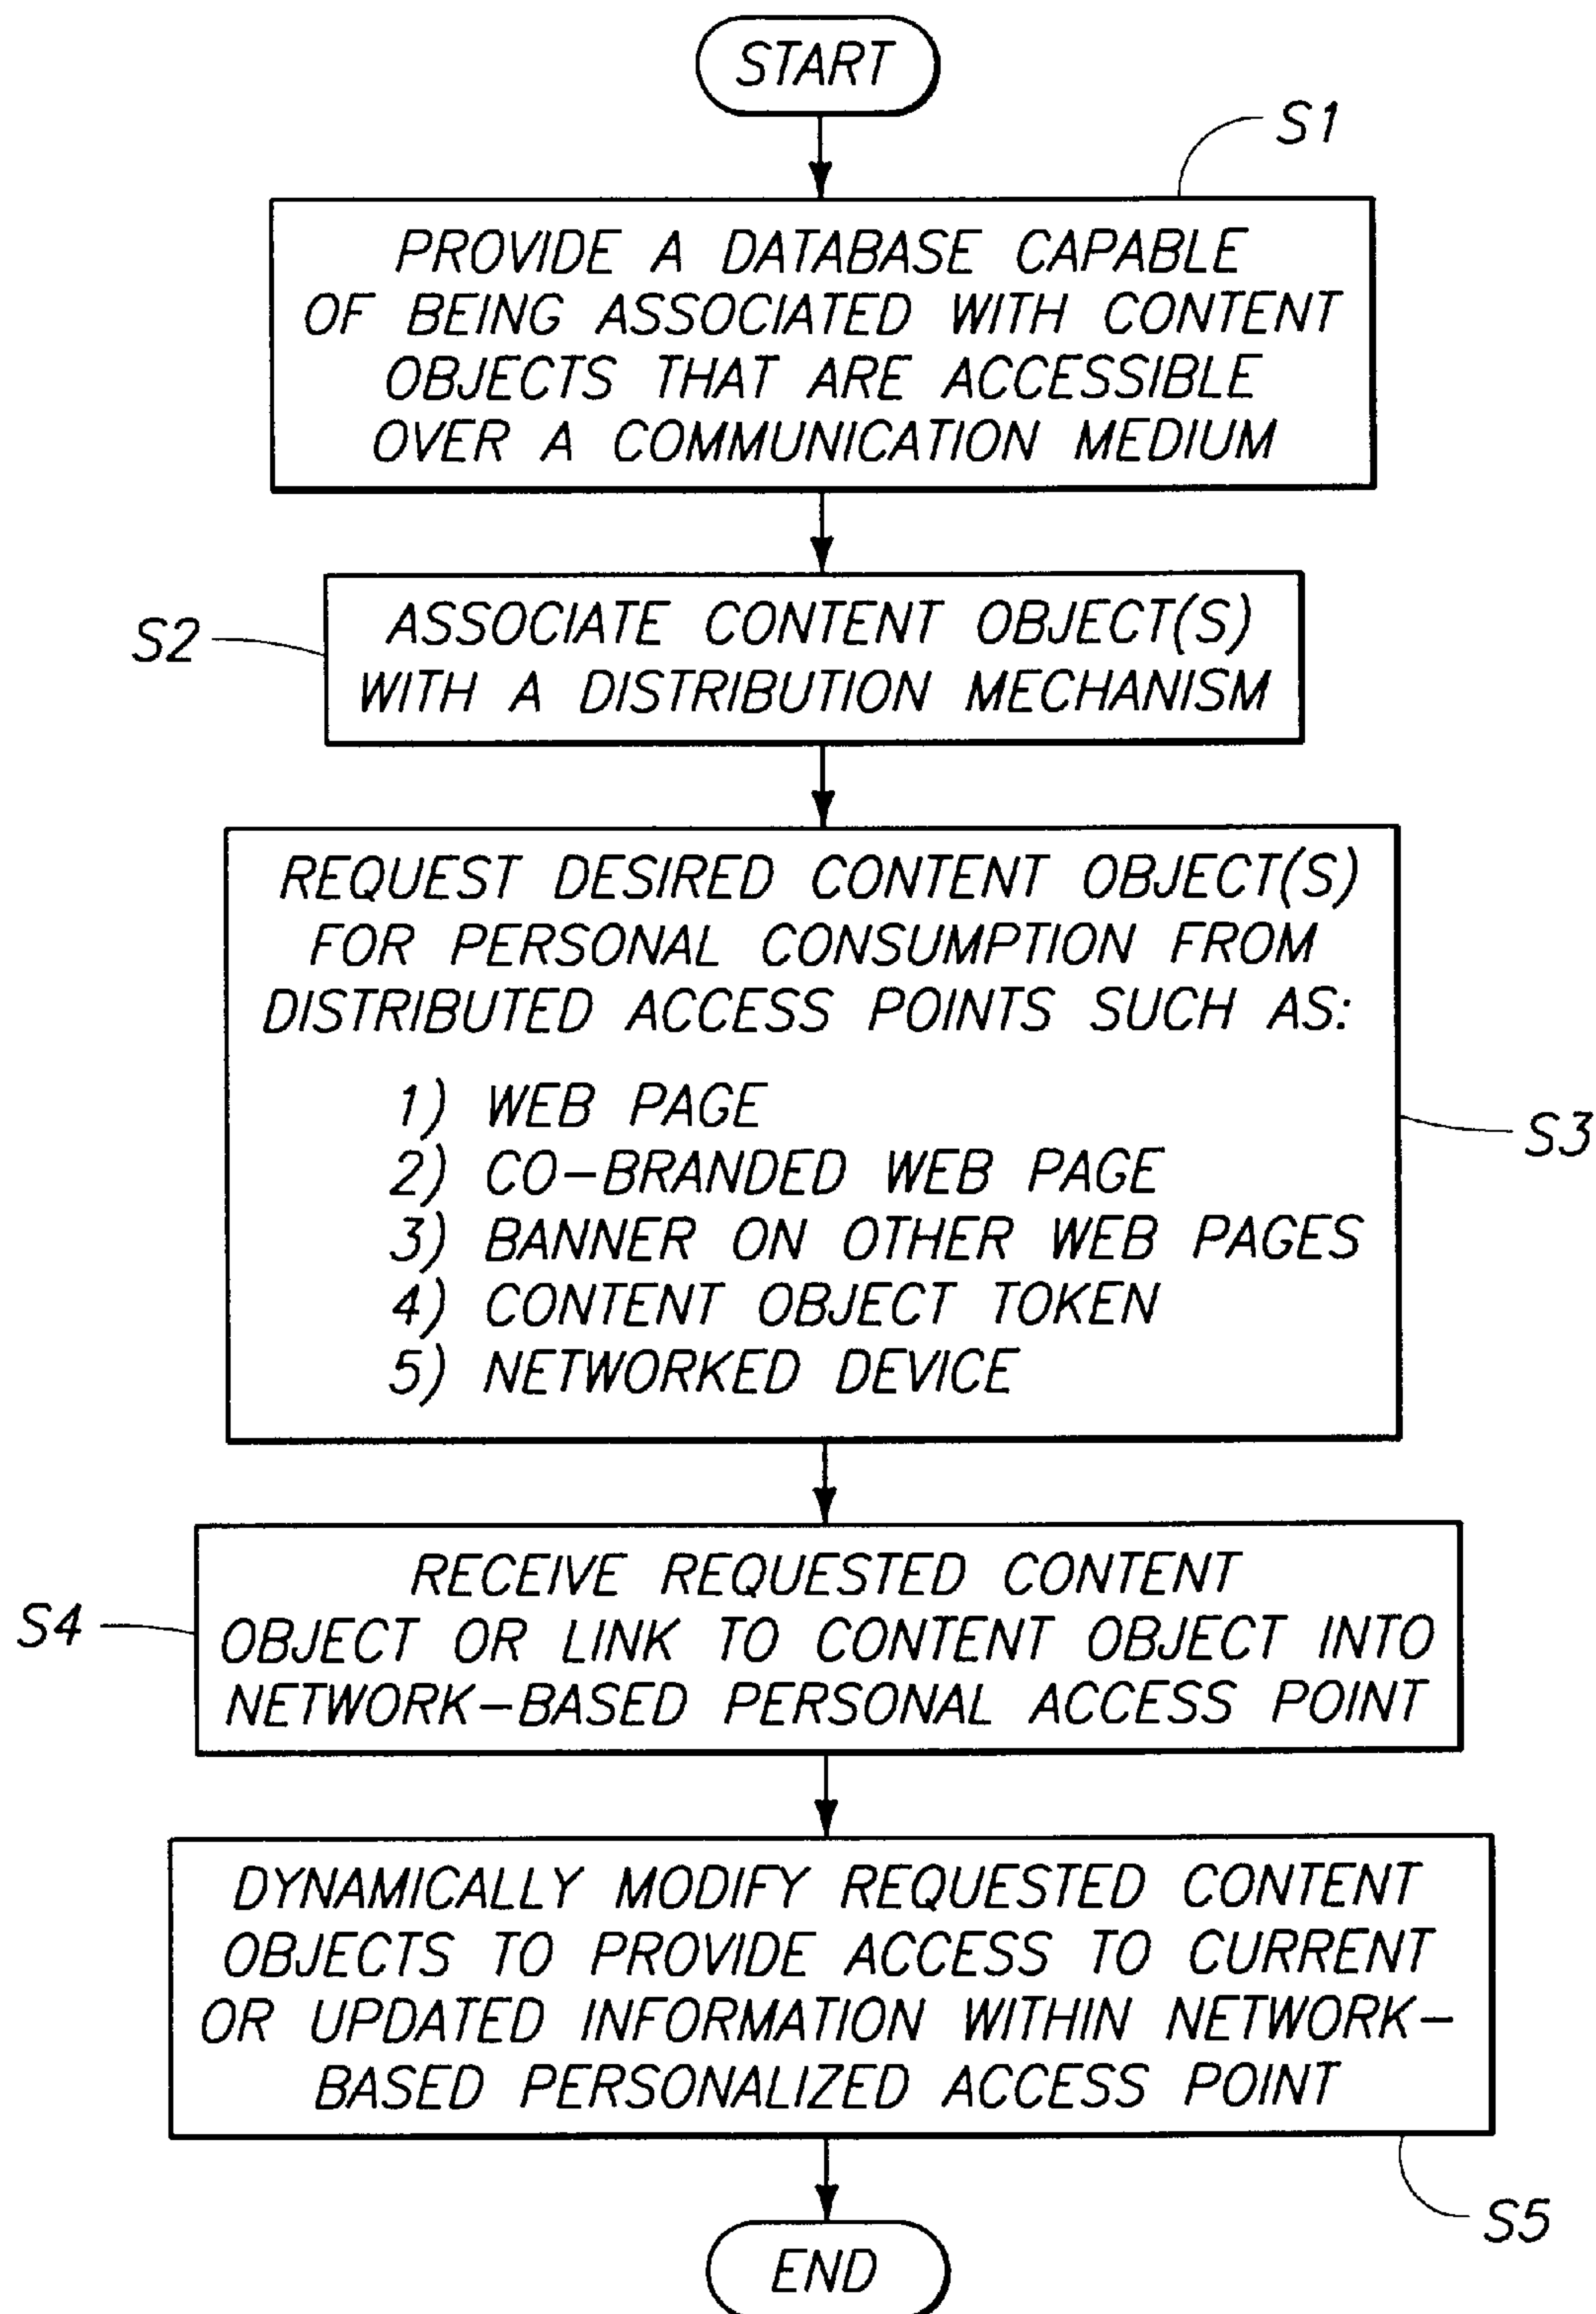 START
S1
PROVIDE A DATABASE CAPABLE
OF BEING ASSOCIATED WITH CONTENT
OBJECTS THAT ARE ACCESSIBLE
OVER A COMMUNICATION MEDIUM
S2
ASSOCIATE CONTENT OBJECT(S)
WITH A DISTRIBUTION MECHANISM
REQUEST DESIRED CONTENT OBJECT(S)
FOR PERSONAL CONSUMPTION FROM
DISTRIBUTED ACCESS POINTS SUCH AS:
1) WEB PAGE
2) CO-BRANDED WEB PAGE
3) BANNER ON OTHER WEB PAGES
4) CONTENT OBJECT TOKEN
5) NETWORKED DEVICE
S3
RECEIVE REQUESTED CONTENT
OBJECT OR LINK TO CONTENT OBJECT INTO
NETWORK-BASED PERSONAL ACCESS POINT
S4
DYNAMICALLY MODIFY REQUESTED CONTENT
OBJECTS TO PROVIDE ACCESS TO CURRENT
OR UPDATED INFORMATION WITHIN NETWORK-
BASED PERSONALIZED ACCESS POINT
S5
END